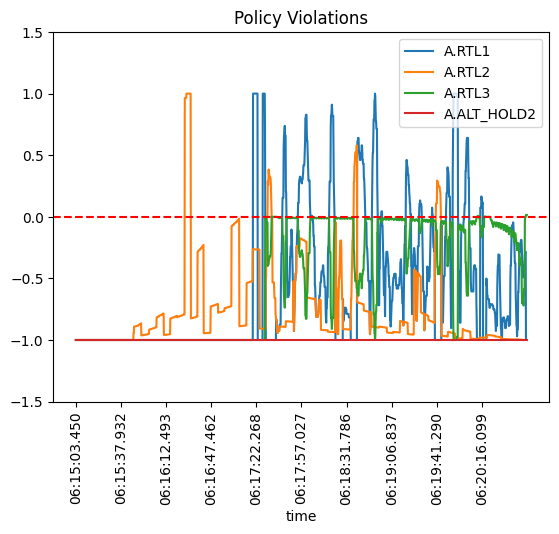 Policy Violations
1.5
1.0
0.5
0.0
−0.5
−1.0
−1.5
A.RTL1
A.RTL2
A.RTL3
A.ALT_HOLD2
06:15:03.450
06:15:37.932
06:16:12.493
06:16:47.462
06:17:22.268
06:17:57.027
06:18:31.786
06:19:06.837
06:19:41.290
06:20:16.099
time